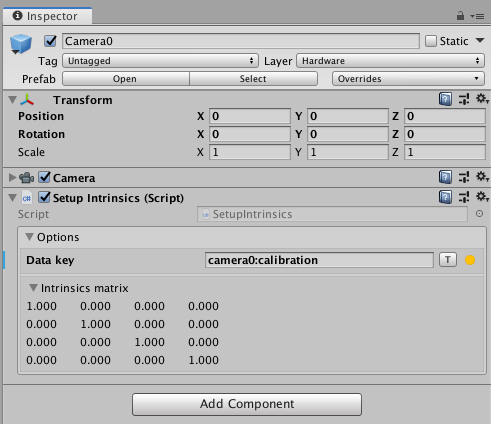 Inspector
Camera0 Static
Tag Untagged Layer Hardware
Prefab Open Select Overrides
Transform
Position X 0 Y 0 Z 0
Rotation X 0 Y 0 Z 0
Scale X 1 Y 1 Z 1
Camera
c# Setup Intrinsics (Script)
Script SetupIntrinsics
Options
Data key camera0:calibration T
Intrinsics matrix
1.000 0.000 0.000 0.000
0.000 1.000 0.000 0.000
0.000 0.000 1.000 0.000
0.000 0.000 0.000 1.000
Add Component